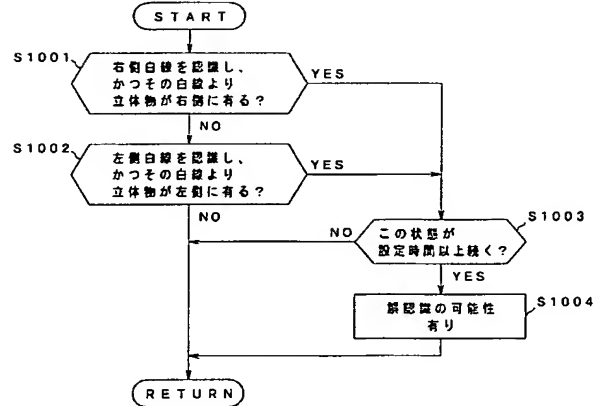 START
S1001
右側白線を認識し、
かつその白線より
立体物が右側に有る？
YES
NO
S1002
左側白線を認識し、
かつその白線より
立体物が左側に有る？
YES
NO
S1003
この状態が
設定時間以上続く？
NO
YES
S1004
誤認識の可能性
有り
RETURN